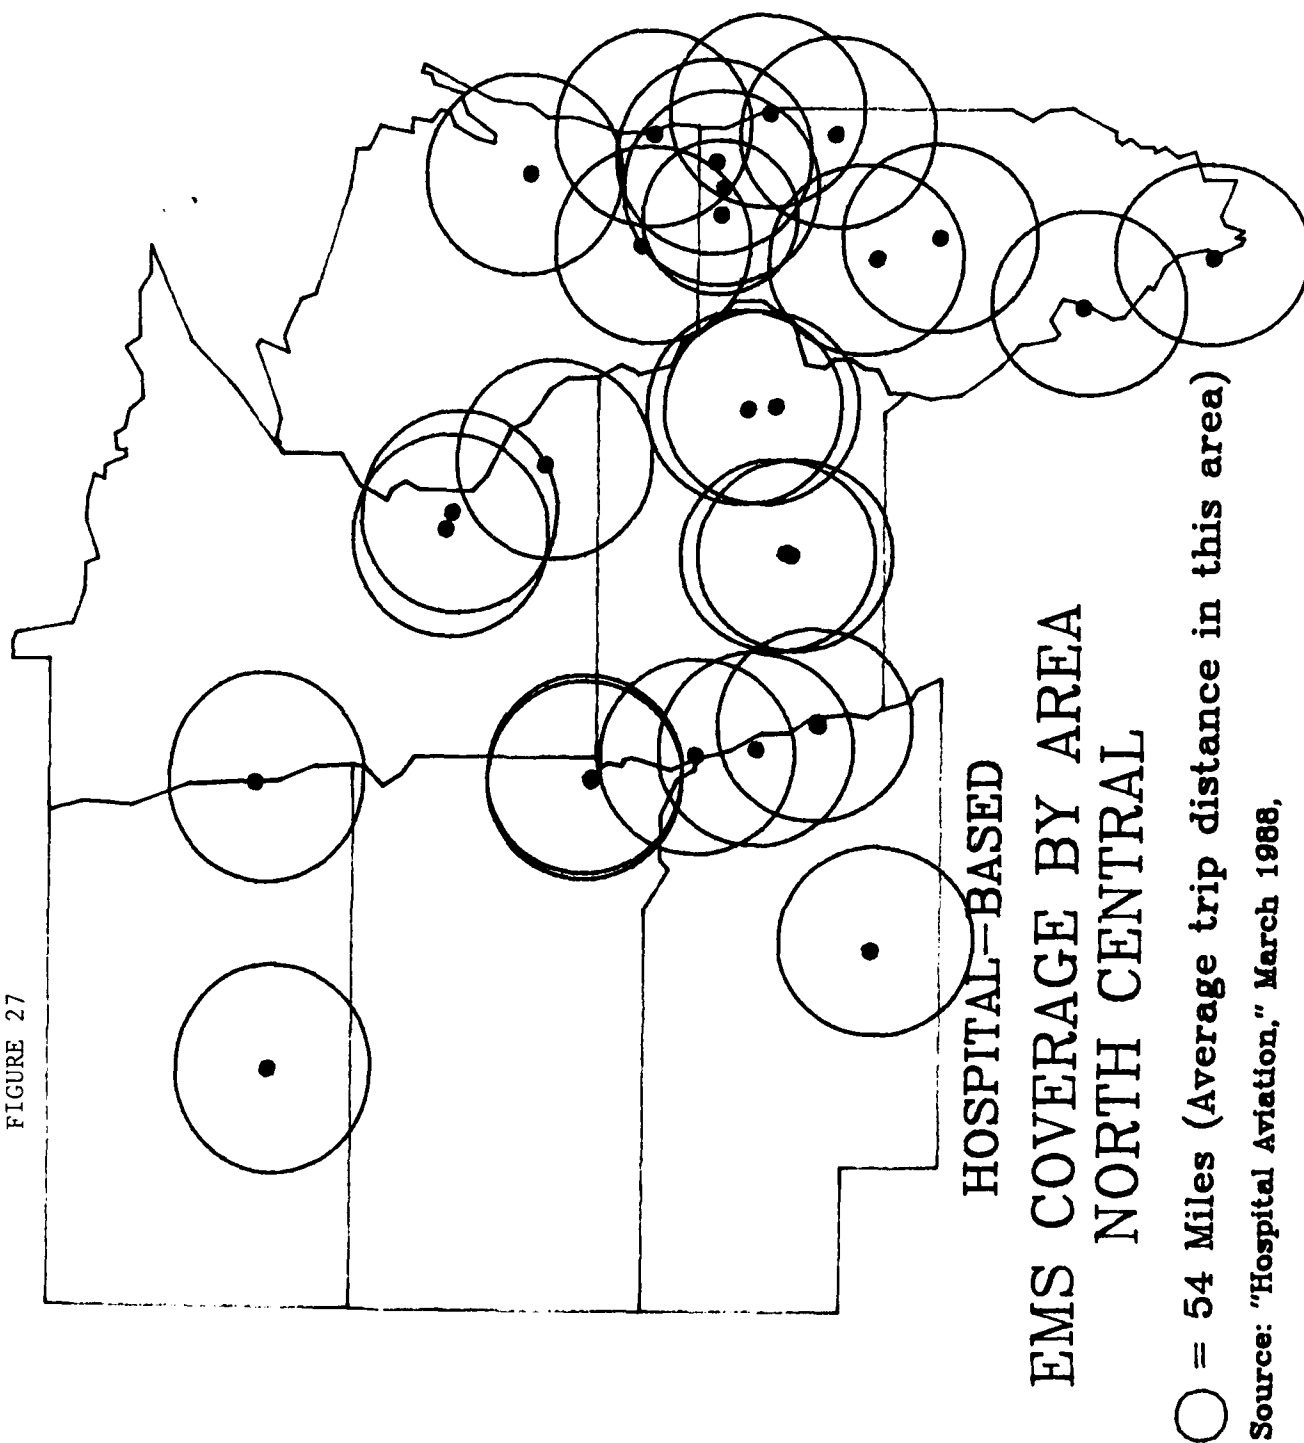 FIGURE 27
HOSPITAL-BASED
EMS COVERAGE BY AREA
NORTH CENTRAL
= 54 Miles (Average trip distance in this area)
Source: "Hospital Aviation," March 1988,